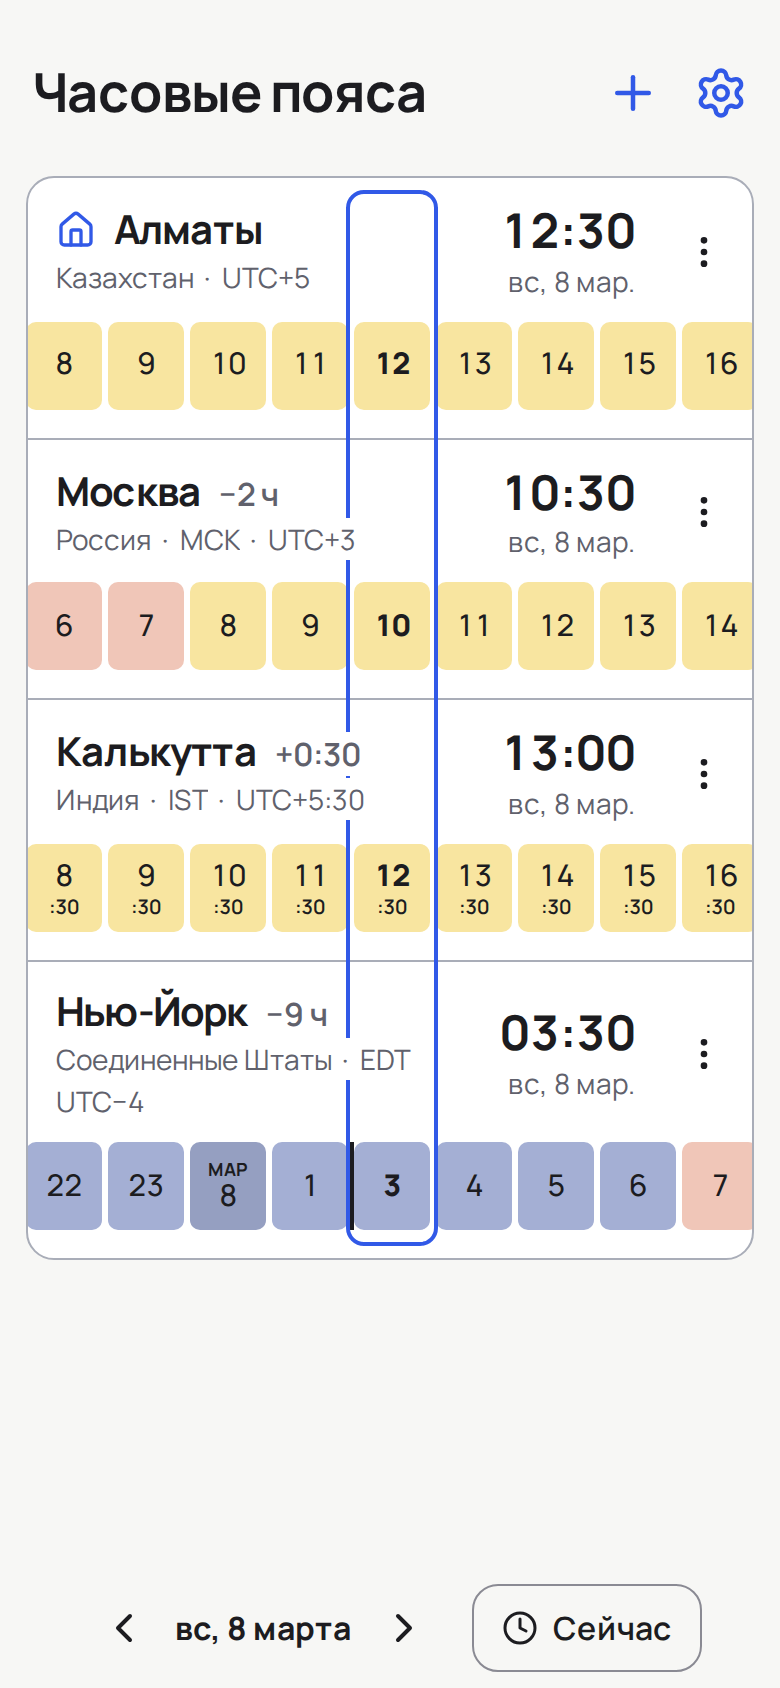 Часовые пояса
Алматы
12:30
Казахстан · UTC+5
вс, 8 мар.
8 9 10 11 12 13 14 15 16
Москва −2 ч
10:30
Россия · МСК · UTC+3
вс, 8 мар.
6 7 8 9 10 11 12 13 14
Калькутта +0:30
13:00
Индия · IST · UTC+5:30
вс, 8 мар.
8 9 10 11 12 13 14 15 16
:30 :30 :30 :30 :30 :30 :30 :30 :30
Нью-Йорк −9 ч
03:30
Соединенные Штаты · EDT
UTC−4
вс, 8 мар.
МАР
22 23 8 1 3 4 5 6 7
вс, 8 марта
Сейчас